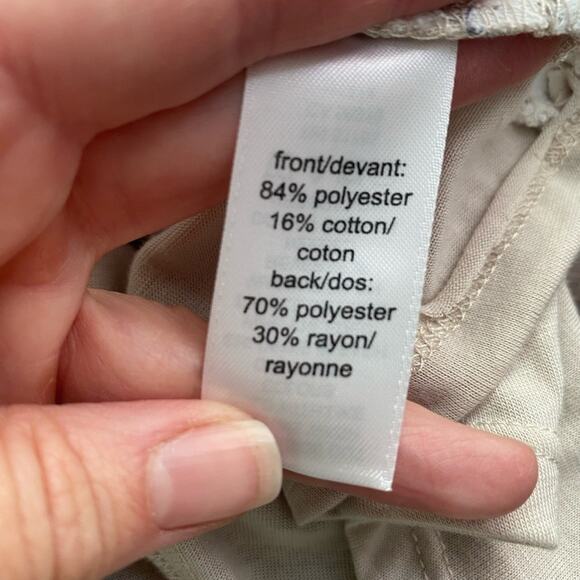 front/devant:
84% polyester
16% cotton/
coton
back/dos:
70% polyester
30% rayon/
rayonne